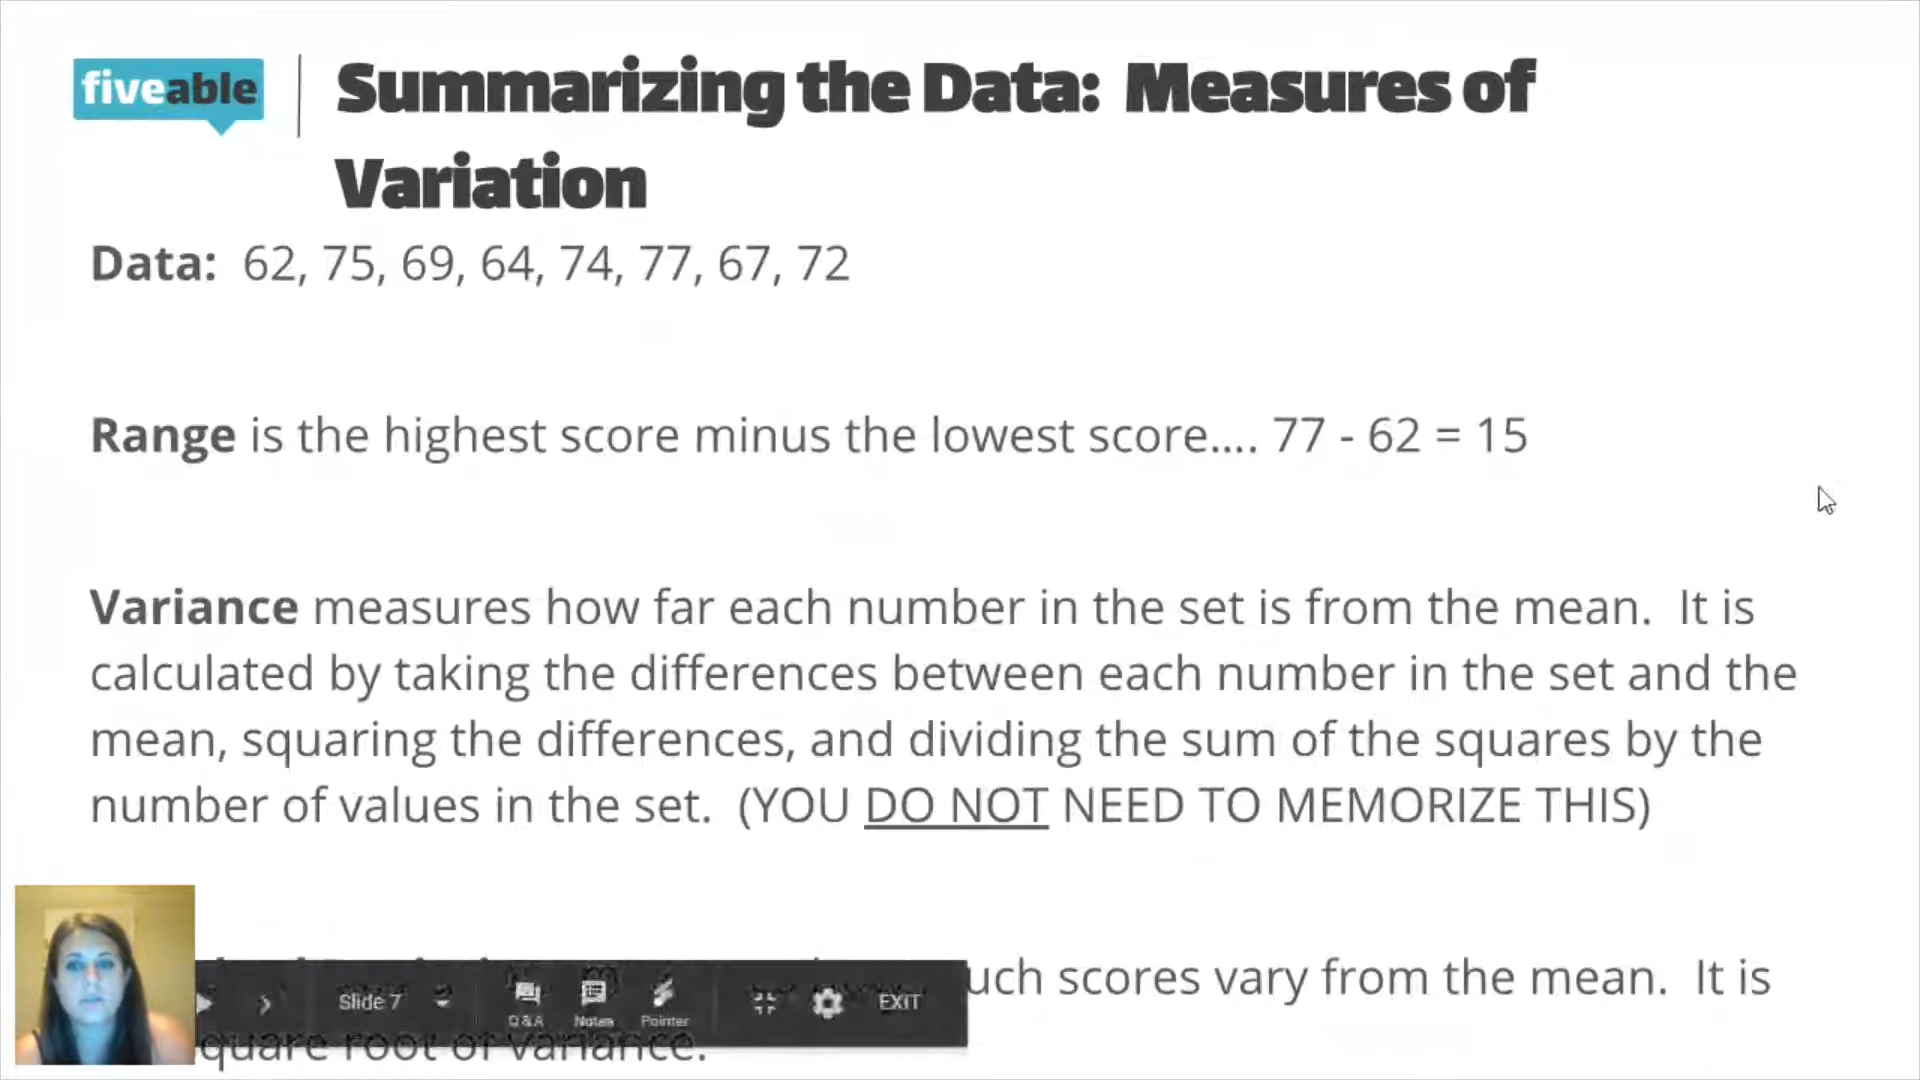 fiveable
Summarizing the Data: Measures of
Variation
Data: 62, 75, 69, 64, 74, 77, 67, 72
Range is the highest score minus the lowest score.... 77 - 62 = 15
Variance measures how far each number in the set is from the mean. It is
calculated by taking the differences between each number in the set and the
mean, squaring the differences, and dividing the sum of the squares by the
number of values in the set. (YOU DO NOT NEED TO MEMORIZE THIS)
uch scores vary from the mean. It is
quare root of variance.
Slide 7
Q&A
Notes
Pointer
EXIT